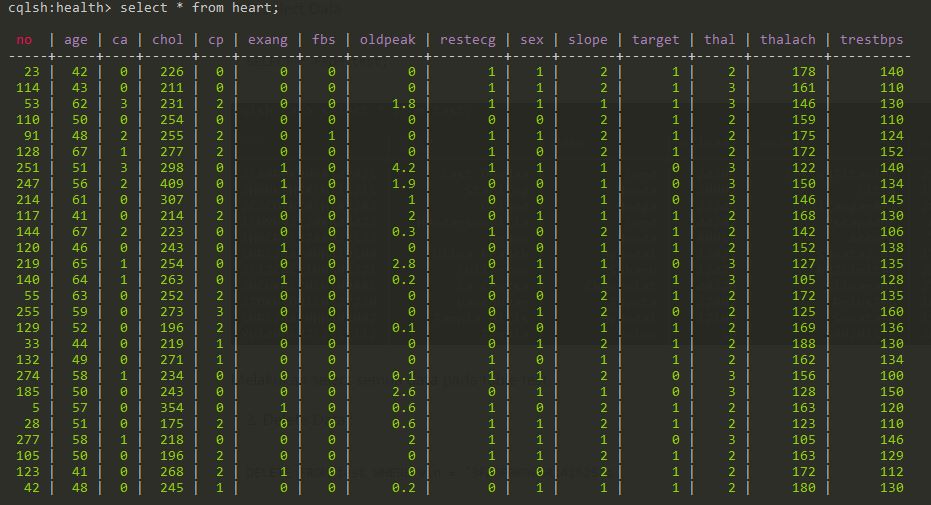 cqlsh:health> select * from heart;
no | age | ca | chol | cp | exang | fbs | oldpeak | restecg | sex | slope | target | thal | thalach | trestbps
-----+-----+----+------+----+-------+-----+---------+---------+-----+-------+--------+------+---------+----------
23 | 42 | 0 | 226 | 0 | 0 | 0 | 0 | 1 | 1 | 2 | 1 | 2 | 178 | 140
114 | 43 | 0 | 211 | 0 | 0 | 0 | 0 | 1 | 1 | 2 | 1 | 3 | 161 | 110
53 | 62 | 3 | 231 | 2 | 0 | 0 | 1.8 | 1 | 1 | 1 | 1 | 3 | 146 | 130
110 | 50 | 0 | 254 | 0 | 0 | 0 | 0 | 0 | 0 | 2 | 1 | 2 | 159 | 110
91 | 48 | 2 | 255 | 2 | 0 | 1 | 0 | 1 | 1 | 2 | 1 | 2 | 175 | 124
128 | 67 | 1 | 277 | 2 | 0 | 0 | 0 | 1 | 0 | 2 | 1 | 2 | 172 | 152
251 | 51 | 3 | 298 | 0 | 1 | 0 | 4.2 | 1 | 1 | 1 | 0 | 3 | 122 | 140
247 | 56 | 2 | 409 | 0 | 1 | 0 | 1.9 | 0 | 0 | 1 | 0 | 3 | 150 | 134
214 | 61 | 0 | 307 | 0 | 1 | 0 | 1 | 0 | 0 | 1 | 0 | 3 | 146 | 145
117 | 41 | 0 | 214 | 2 | 0 | 0 | 2 | 0 | 1 | 1 | 1 | 2 | 168 | 130
144 | 67 | 2 | 223 | 0 | 0 | 0 | 0.3 | 1 | 0 | 2 | 1 | 2 | 142 | 106
120 | 46 | 0 | 243 | 0 | 1 | 0 | 0 | 0 | 0 | 1 | 1 | 2 | 152 | 138
219 | 65 | 1 | 254 | 0 | 0 | 0 | 2.8 | 0 | 1 | 1 | 0 | 3 | 127 | 135
140 | 64 | 1 | 263 | 0 | 1 | 0 | 0.2 | 1 | 1 | 1 | 1 | 3 | 105 | 128
55 | 63 | 0 | 252 | 2 | 0 | 0 | 0 | 0 | 0 | 2 | 1 | 2 | 172 | 135
255 | 59 | 0 | 273 | 3 | 0 | 0 | 0 | 0 | 1 | 2 | 0 | 2 | 125 | 160
129 | 52 | 0 | 196 | 2 | 0 | 0 | 0.1 | 0 | 0 | 1 | 1 | 2 | 169 | 136
33 | 44 | 0 | 219 | 1 | 0 | 0 | 0 | 0 | 1 | 2 | 1 | 2 | 188 | 130
132 | 49 | 0 | 271 | 1 | 0 | 0 | 0 | 1 | 0 | 2 | 1 | 2 | 162 | 134
274 | 58 | 1 | 234 | 0 | 0 | 0 | 0.1 | 1 | 1 | 2 | 0 | 3 | 156 | 100
185 | 50 | 0 | 243 | 0 | 0 | 0 | 2.6 | 0 | 1 | 1 | 0 | 3 | 128 | 150
5 | 57 | 0 | 354 | 0 | 1 | 0 | 0.6 | 1 | 0 | 2 | 1 | 2 | 163 | 120
28 | 51 | 0 | 175 | 2 | 0 | 0 | 0.6 | 1 | 1 | 2 | 1 | 2 | 123 | 110
277 | 58 | 1 | 218 | 0 | 0 | 0 | 2 | 1 | 1 | 1 | 0 | 3 | 105 | 146
105 | 50 | 0 | 196 | 2 | 0 | 0 | 0 | 1 | 1 | 2 | 1 | 2 | 163 | 129
123 | 41 | 0 | 268 | 2 | 1 | 0 | 0 | 0 | 0 | 2 | 1 | 2 | 172 | 112
42 | 48 | 0 | 245 | 1 | 0 | 0 | 0.2 | 0 | 1 | 1 | 1 | 2 | 180 | 130